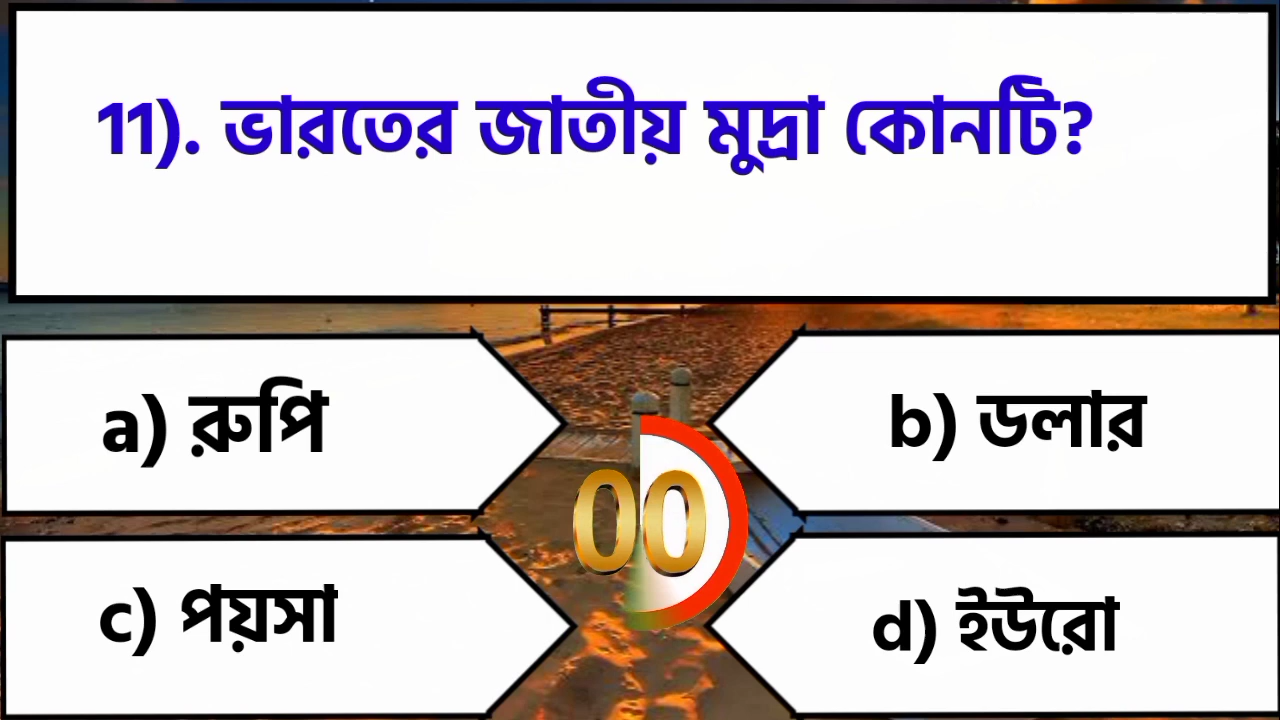 11). ভারতের জাতীয় মুদ্রা কোনটি?
a) রুপি
b) ডলার
00
c) পয়সা
d) ইউরো